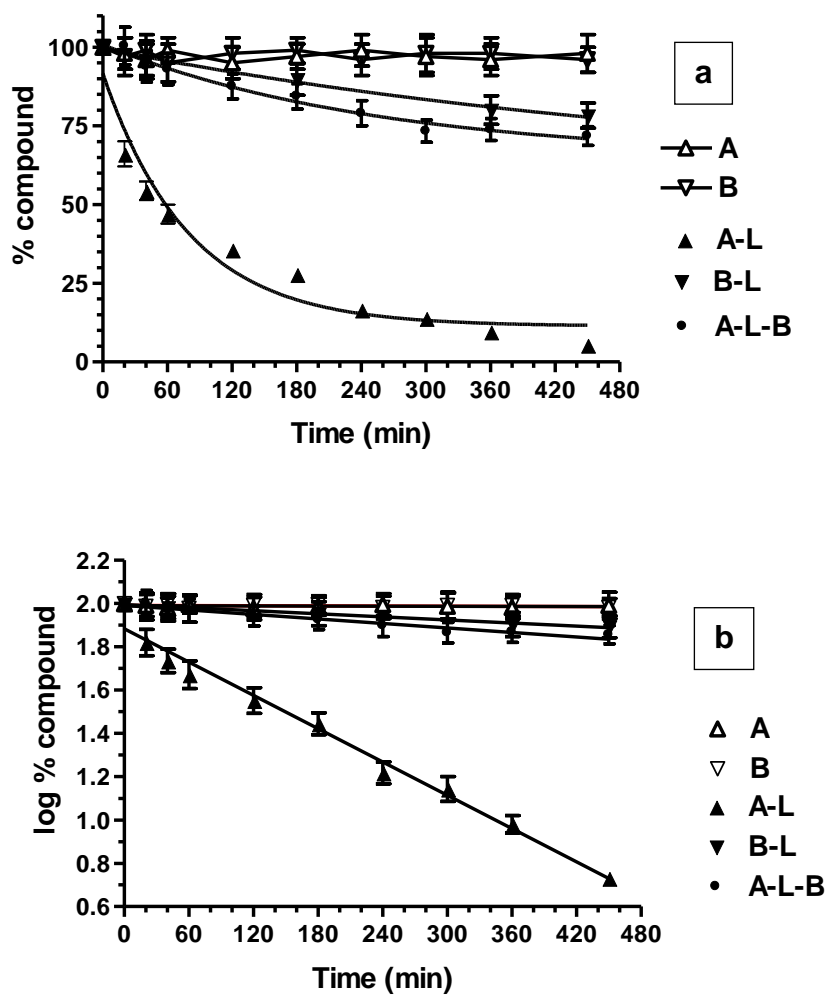 100
75
50
25
0
% compound
0 60 120 180 240 300 360 420 480
Time (min)
a
A
B
A-L
B-L
A-L-B
2.2
2.0
1.8
1.6
1.4
1.2
1.0
0.8
0.6
log % compound
0 60 120 180 240 300 360 420 480
Time (min)
b
A
B
A-L
B-L
A-L-B